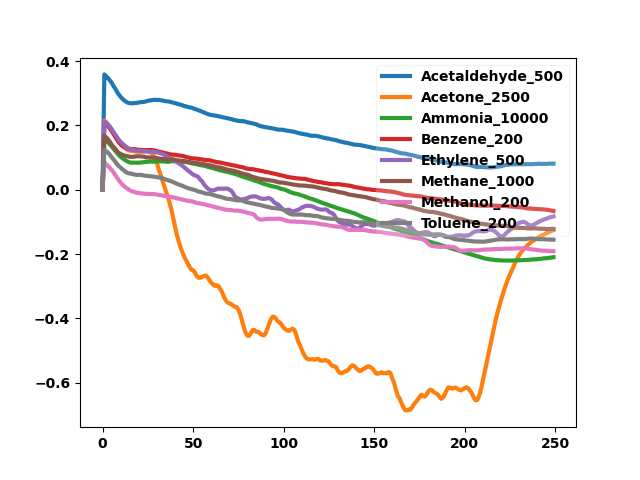 0.4
0.2
0.0
−0.2
−0.4
−0.6
0 50 100 150 200 250
Acetaldehyde_500
Acetone_2500
Ammonia_10000
Benzene_200
Ethylene_500
Methane_1000
Methanol_200
Toluene_200